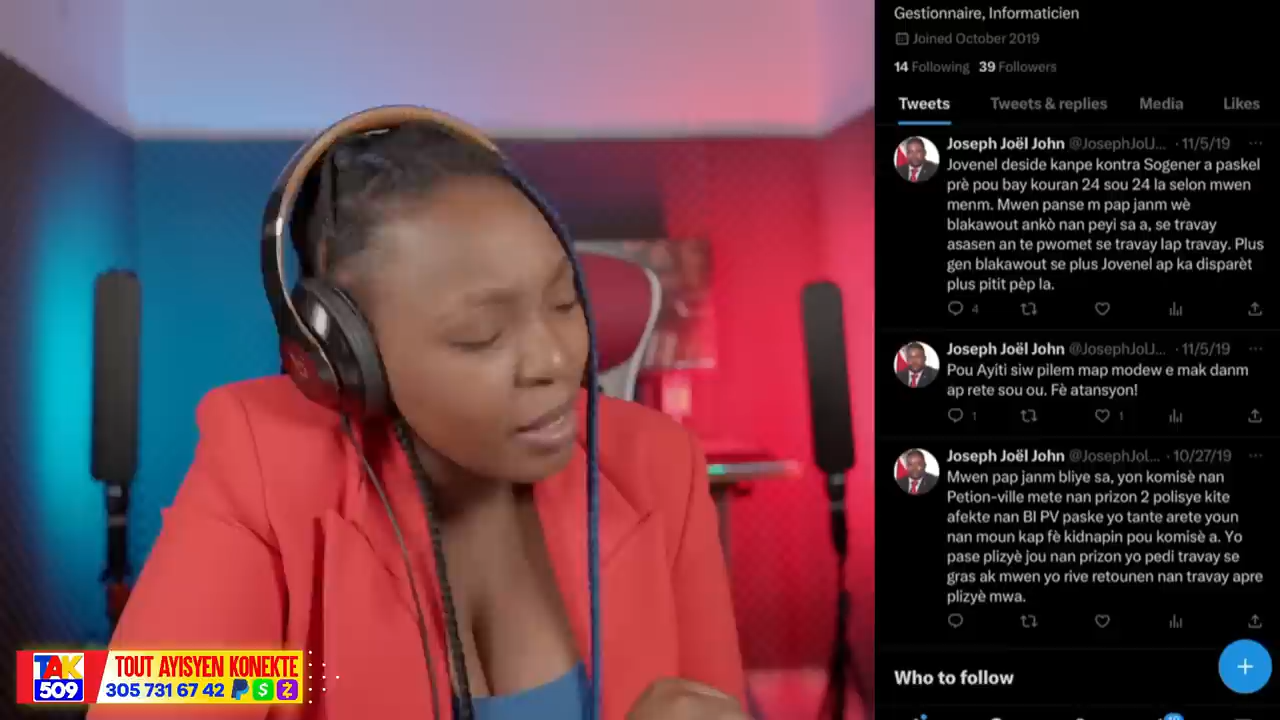 Gestionnaire, Informaticien
Joined October 2019
14 Following 39 Followers
Tweets Tweets & replies Media Likes
Joseph Joël John @JosephJolJ... · 11/5/19
Jovenel deside kanpe kontra Sogener a paskel
prè pou bay kouran 24 sou 24 la selon mwen
menm. Mwen panse m pap janm wè
blakawout ankò nan peyi sa a, se travay
asasen an te pwomet se travay lap travay. Plus
gen blakawout se plus Jovenel ap ka disparèt
plus pitit pèp la.
4
Joseph Joël John @JosephJolJ... · 11/5/19
Pou Ayiti siw pilem map modew e mak danm
ap rete sou ou. Fè atansyon!
1 1
Joseph Joël John @JosephJol... · 10/27/19
Mwen pap janm bliye sa, yon komisè nan
Petion-ville mete nan prizon 2 polisye kite
afekte nan BI PV paske yo tante arete youn
nan moun kap fè kidnapin pou komisè a. Yo
pase plizyè jou nan prizon yo pedi travay se
gras ak mwen yo rive retounen nan travay apre
plizyè mwa.
Who to follow
TAK
509
TOUT AYISYEN KONEKTE
305 731 67 42